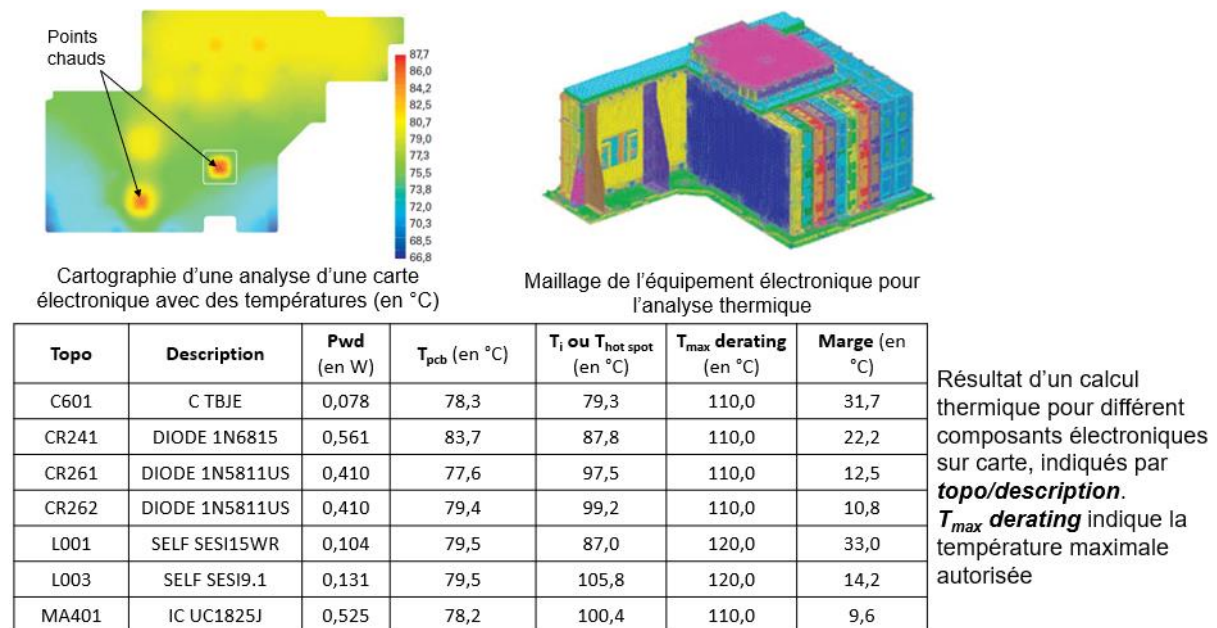 Points
chauds
87,7
86,0
84,2
82,5
80,7
79,0
77,3
75,5
73,8
72,0
70,3
68,5
66,8
Cartographie d’une analyse d’une carte
électronique avec des températures (en °C)
Maillage de l’équipement électronique pour
l’analyse thermique
Topo Description Pwd (en W) Tpcb (en °C) Ti ou Thot spot (en °C) Tmax derating (en °C) Marge (en °C)
C601 C TBJE 0,078 78,3 79,3 110,0 31,7
CR241 DIODE 1N6815 0,561 83,7 87,8 110,0 22,2
CR261 DIODE 1N5811US 0,410 77,6 97,5 110,0 12,5
CR262 DIODE 1N5811US 0,410 79,4 99,2 110,0 10,8
L001 SELF SESI15WR 0,104 79,5 87,0 120,0 33,0
L003 SELF SESI9.1 0,131 79,5 105,8 120,0 14,2
MA401 IC UC1825J 0,525 78,2 100,4 110,0 9,6
Résultat d’un calcul
thermique pour différent
composants électroniques
sur carte, indiqués par
topo/description.
Tmax derating indique la
température maximale
autorisée